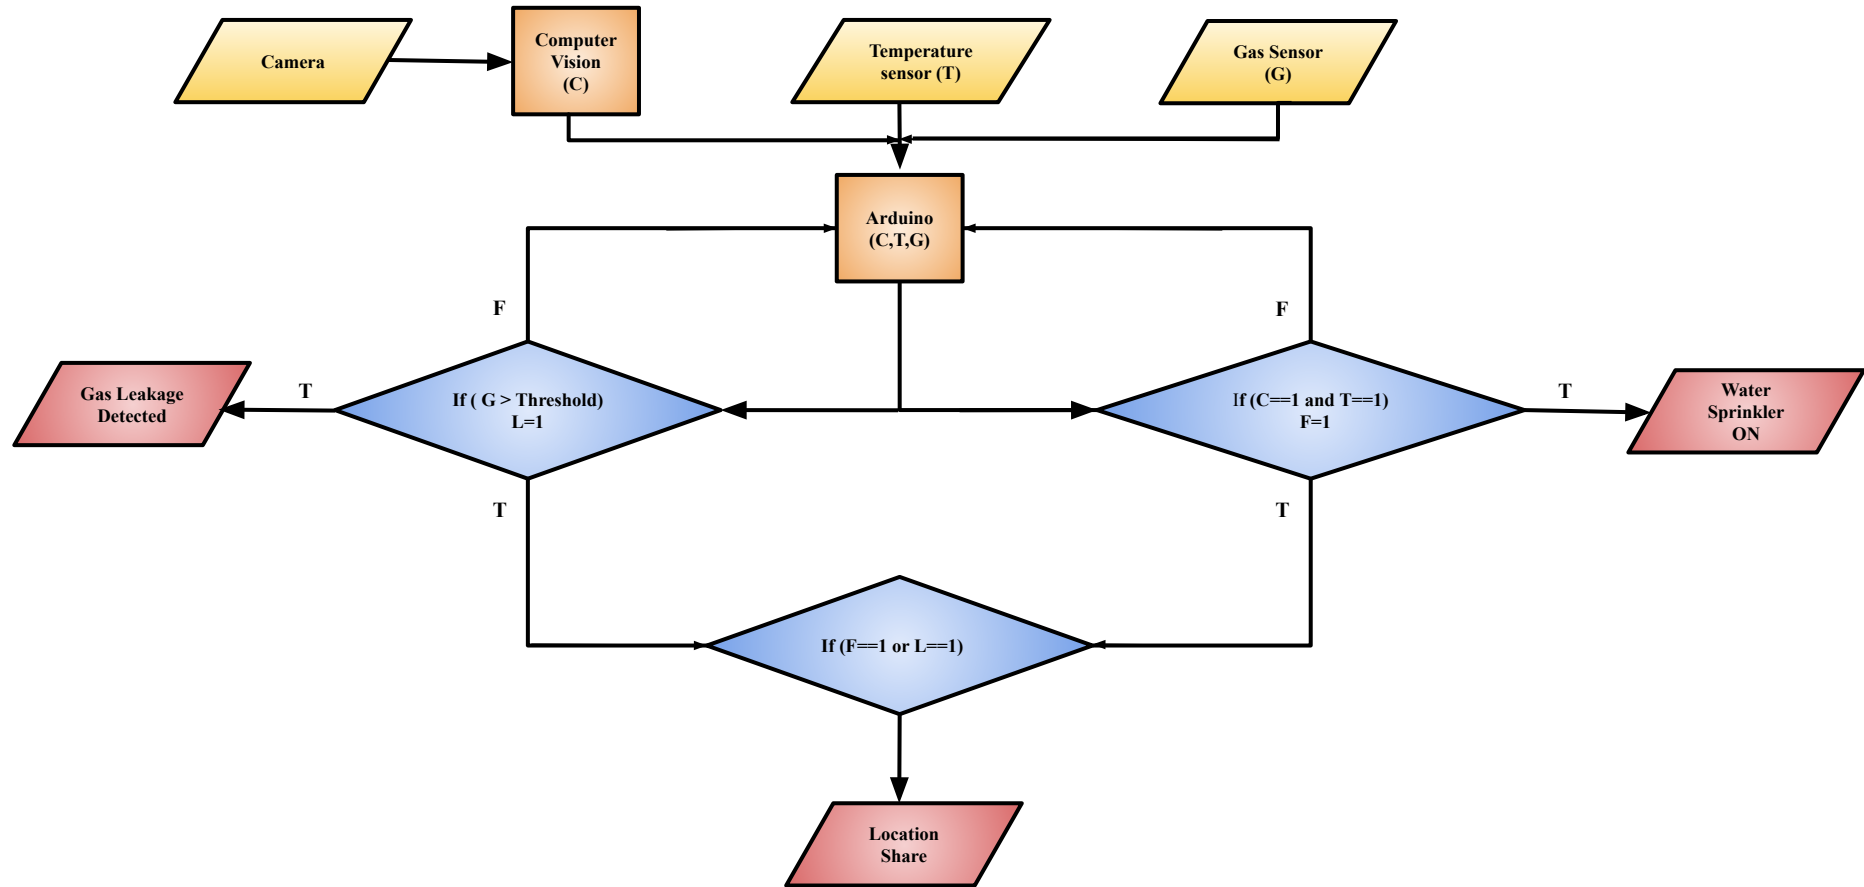 Camera
Computer
Vision
(C)
Temperature
sensor (T)
Gas Sensor
(G)
Arduino
(C,T,G)
F
F
Gas Leakage
Detected
T
If ( G > Threshold)
L=1
If (C==1 and T==1)
F=1
T
Water
Sprinkler
ON
T
T
If (F==1 or L==1)
Location
Share